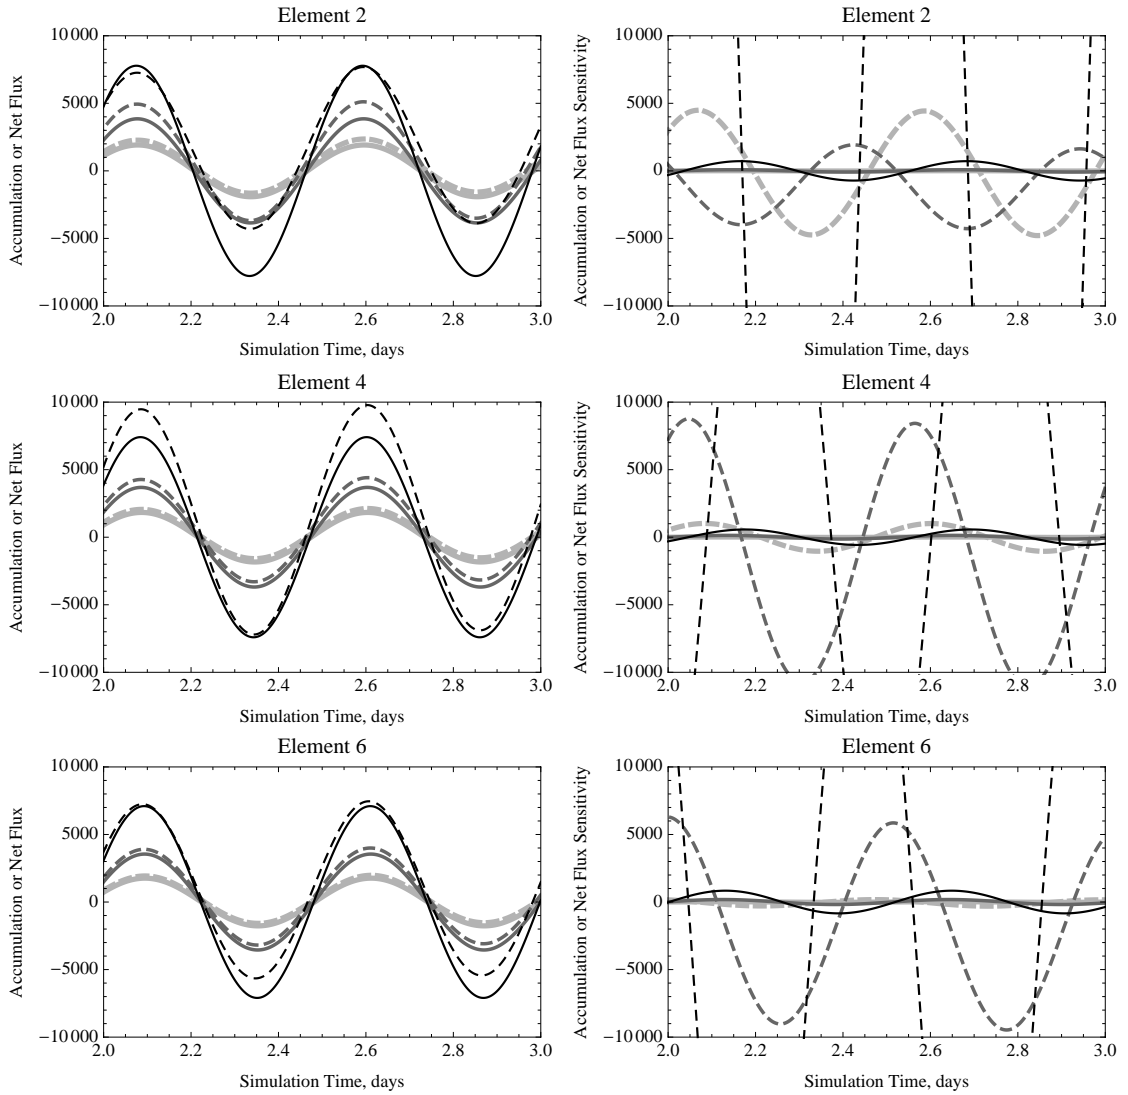 Element 2
Accumulation or Net Flux
10 000
5000
0
−5000
−10 000
2.0 2.2 2.4 2.6 2.8 3.0
Simulation Time, days
Element 2
Accumulation or Net Flux Sensitivity
10 000
5000
0
−5000
−10 000
2.0 2.2 2.4 2.6 2.8 3.0
Simulation Time, days
Element 4
Accumulation or Net Flux
10 000
5000
0
−5000
−10 000
2.0 2.2 2.4 2.6 2.8 3.0
Simulation Time, days
Element 4
Accumulation or Net Flux Sensitivity
10 000
5000
0
−5000
−10 000
2.0 2.2 2.4 2.6 2.8 3.0
Simulation Time, days
Element 6
Accumulation or Net Flux
10 000
5000
0
−5000
−10 000
2.0 2.2 2.4 2.6 2.8 3.0
Simulation Time, days
Element 6
Accumulation or Net Flux Sensitivity
10 000
5000
0
−5000
−10 000
2.0 2.2 2.4 2.6 2.8 3.0
Simulation Time, days